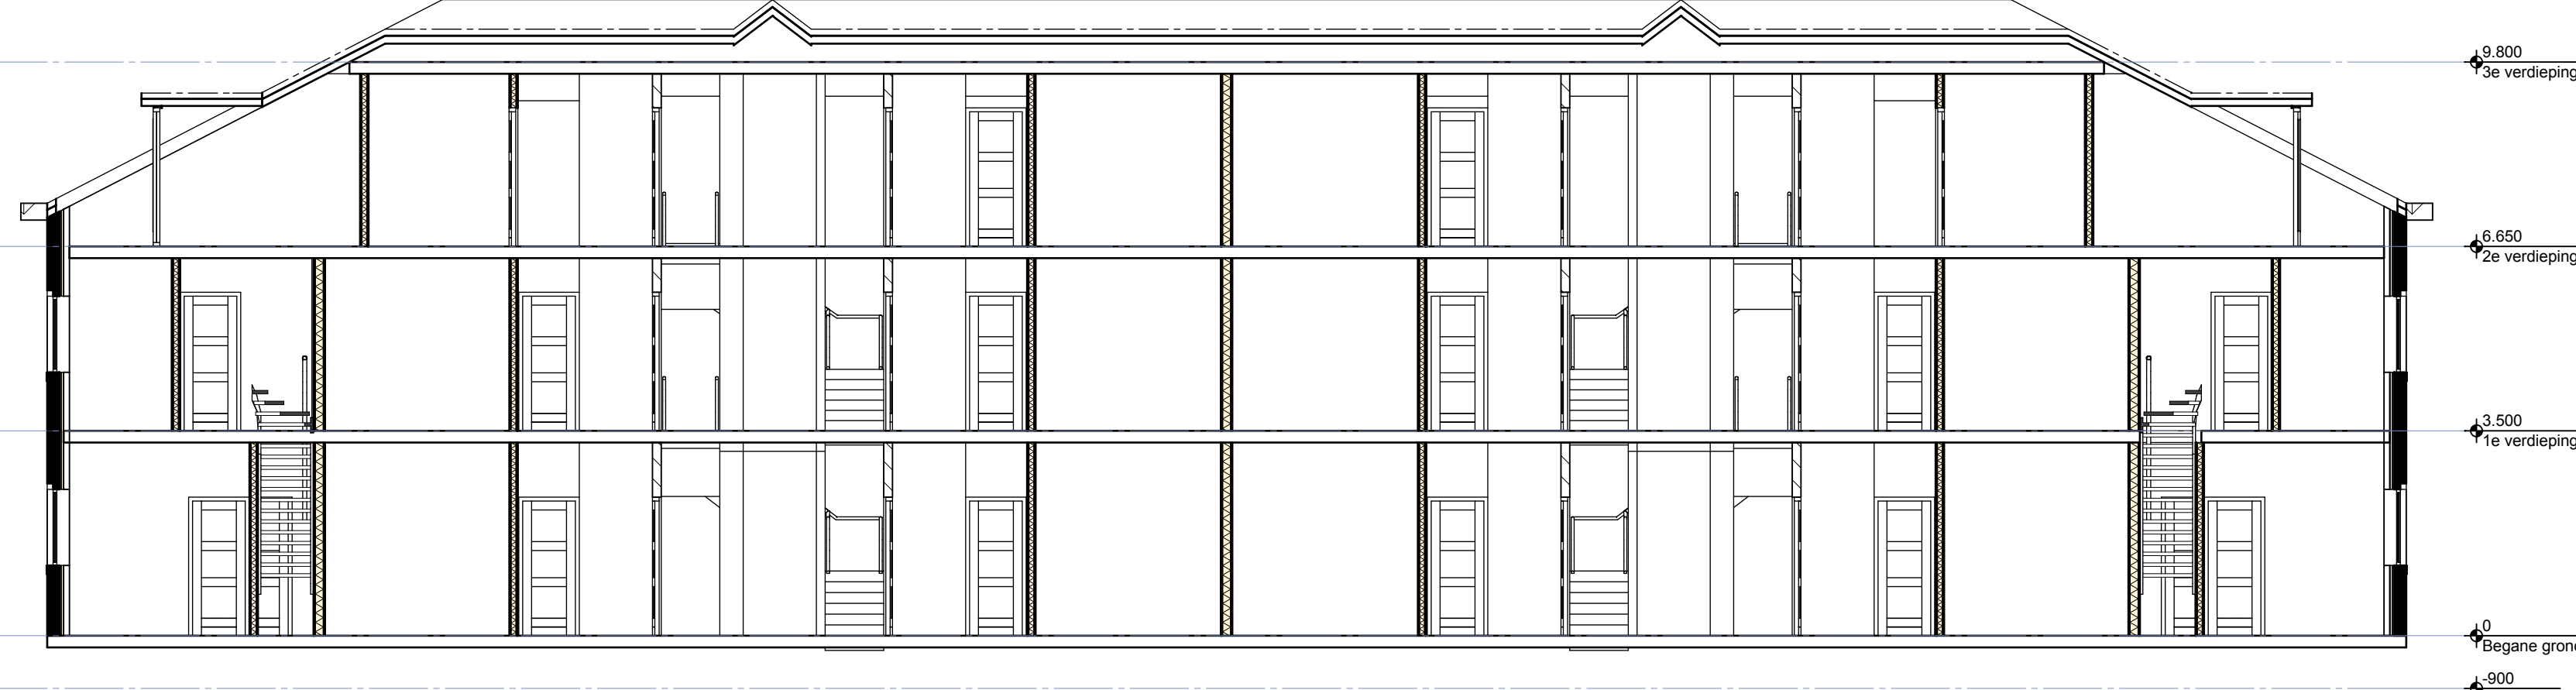 9.800
3e verdieping
6.650
2e verdieping
3.500
1e verdieping
0
Begane grond
-900